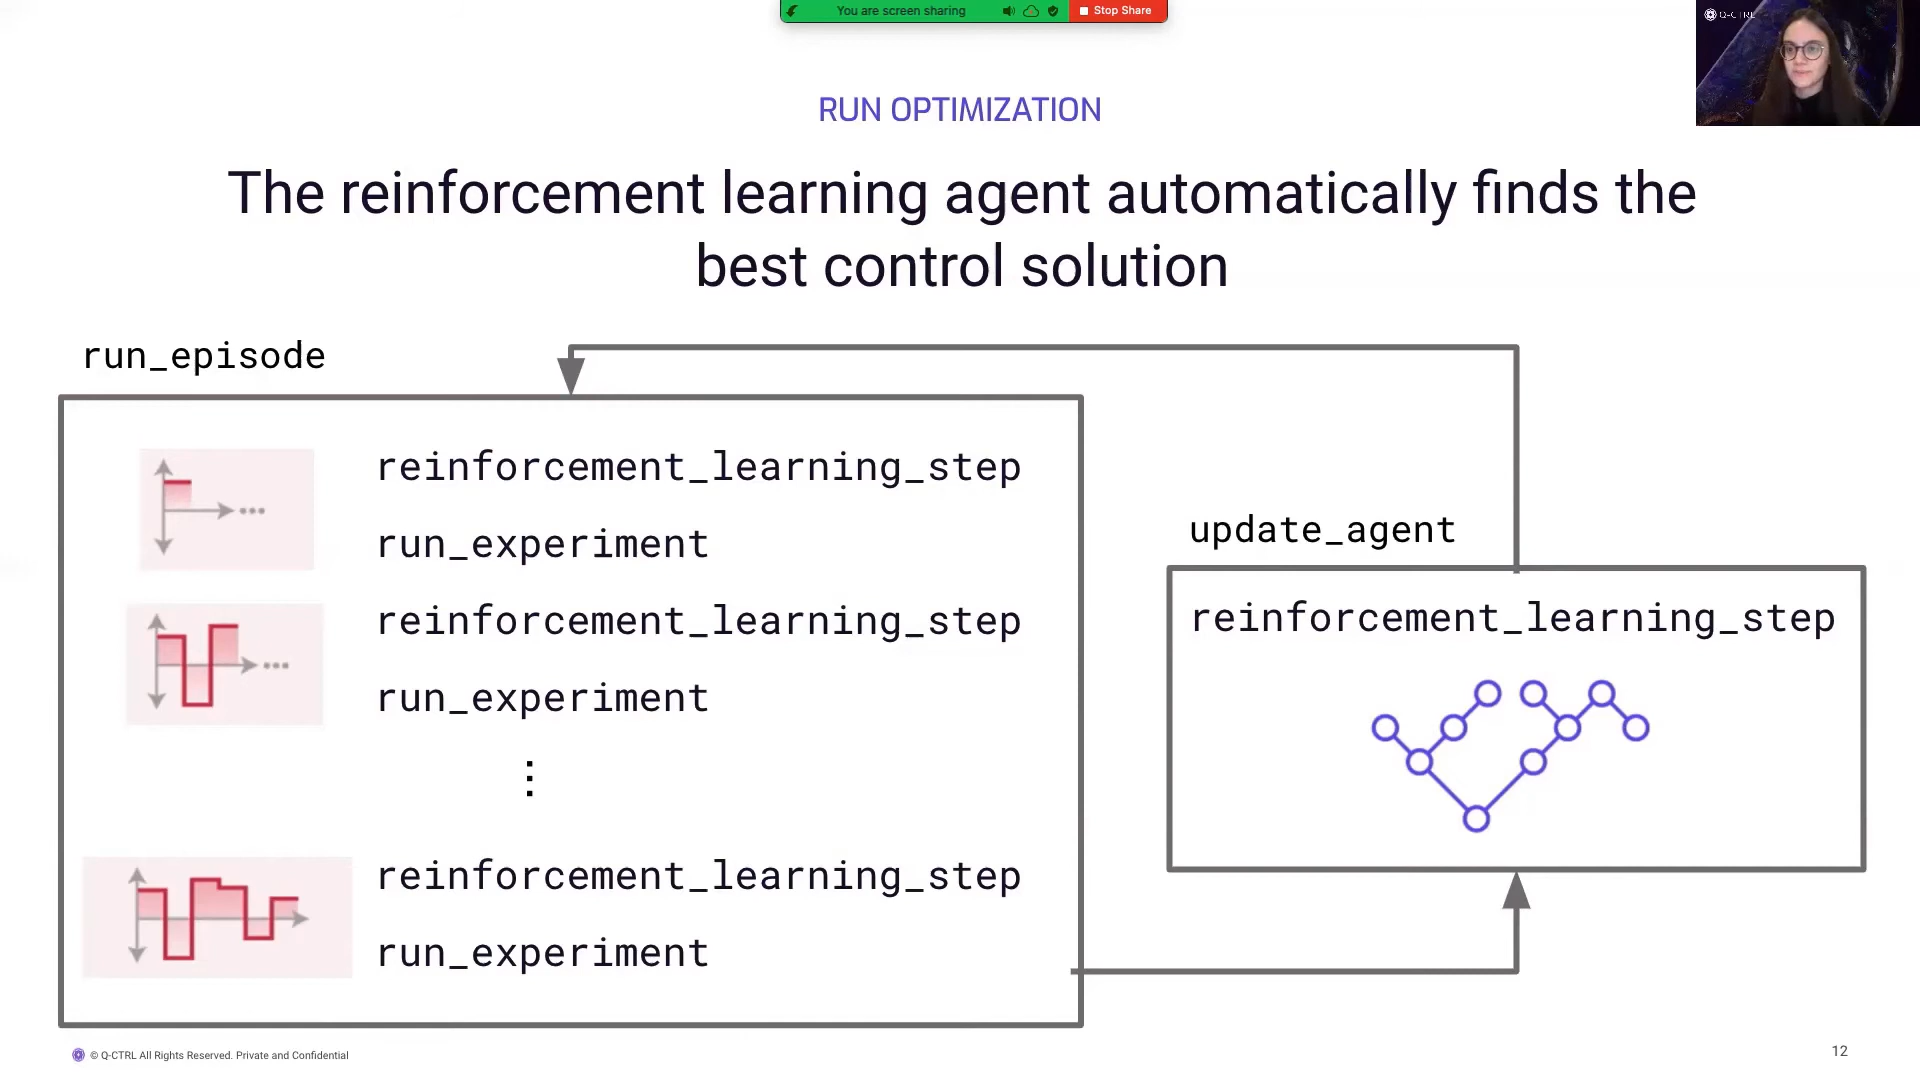 You are screen sharing
Stop Share
Q-CTRL
RUN OPTIMIZATION
The reinforcement learning agent automatically finds the
best control solution
run_episode
reinforcement_learning_step
run_experiment
reinforcement_learning_step
run_experiment
reinforcement_learning_step
run_experiment
update_agent
reinforcement_learning_step
© Q-CTRL All Rights Reserved. Private and Confidential
12